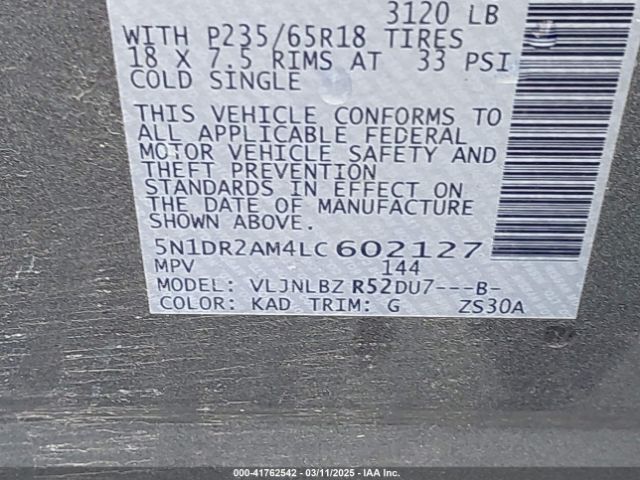 3120 LB
WITH P235/65R18 TIRES
18 X 7.5 RIMS AT 33 PSI
COLD SINGLE
THIS VEHICLE CONFORMS TO
ALL APPLICABLE FEDERAL
MOTOR VEHICLE SAFETY AND
THEFT PREVENTION
STANDARDS IN EFFECT ON
THE DATE OF MANUFACTURE
SHOWN ABOVE.
5N1DR2AM4LC602127
MPV 144
MODEL: VLJNLBZ R52DU7---B-
COLOR: KAD TRIM: G ZS30A
000-41762542 - 03/11/2025 - IAA Inc.